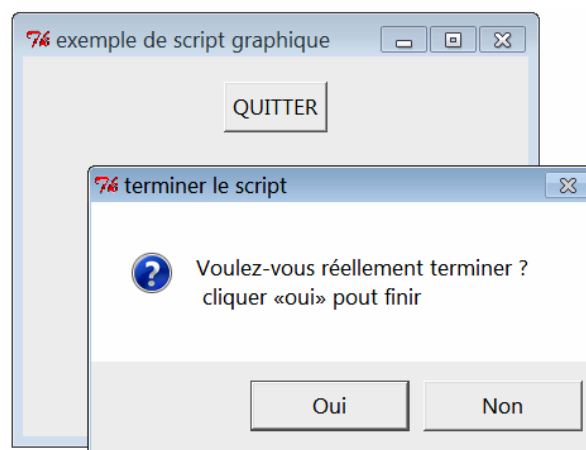 exemple de script graphique
QUITTER
terminer le script
Voulez-vous réellement terminer ?
cliquer «oui» pout finir
Oui
Non